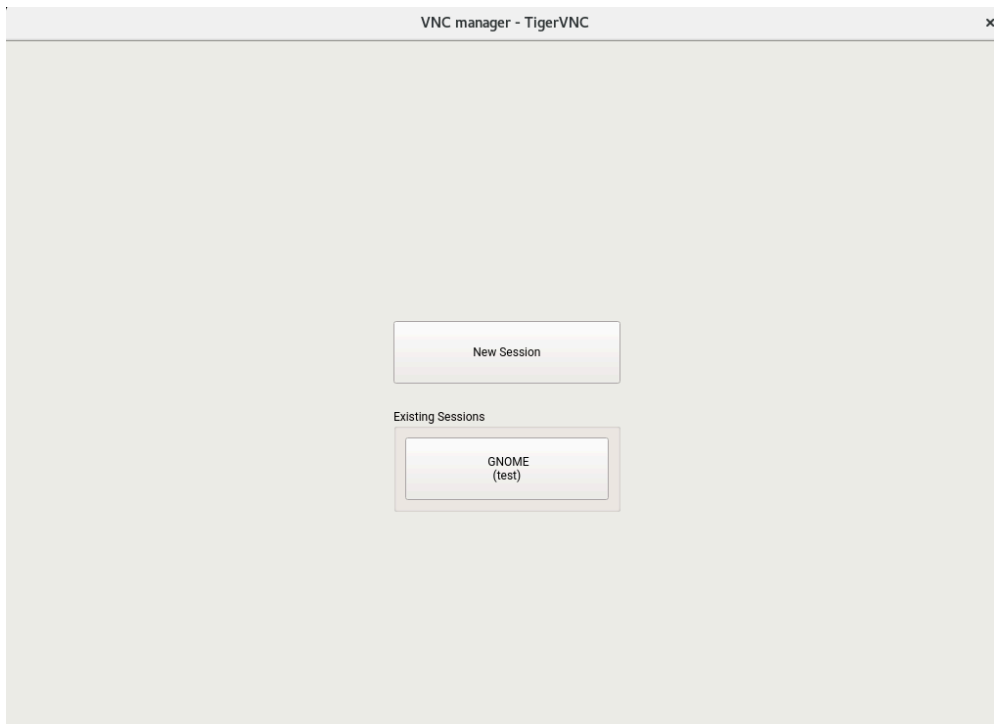 VNC manager - TigerVNC
New Session
Existing Sessions
GNOME
(test)